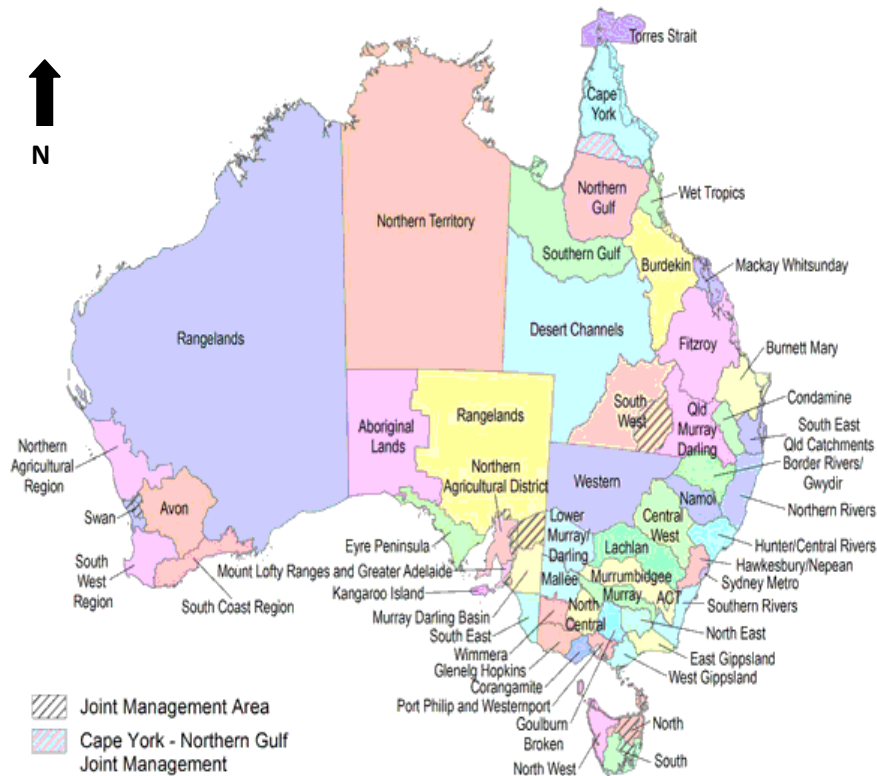 Torres Strait
N
Cape
York
Northern
Gulf
Wet Tropics
Northern Territory
Southern Gulf
Burdekin
Mackay Whitsunday
Desert Channels
Rangelands
Fitzroy
Burnett Mary
South
West
Qld
Murray
Darling
Condamine
South East
Qld Catchments
Border Rivers/
Gwydir
Aboriginal
Lands
Rangelands
Northern
Agricultural District
Northern
Agricultural
Region
Western
Namoi
Northern Rivers
Swan
Avon
Lower
Murray/
Darling
Central
West
Hunter/Central Rivers
Eyre Peninsula
Lachlan
Hawkesbury/Nepean
South
West
Region
Mount Lofty Ranges and Greater Adelaide
Mallee
Murrumbidgee
Sydney Metro
South Coast Region
Kangaroo Island
Murray
ACT
Southern Rivers
Murray Darling Basin
North
Central
North East
South East
Wimmera
East Gippsland
Glenelg Hopkins
West Gippsland
Corangamite
Port Philip and Westernport
Goulburn
Broken
North
North West
South
Joint Management Area
Cape York - Northern Gulf
Joint Management